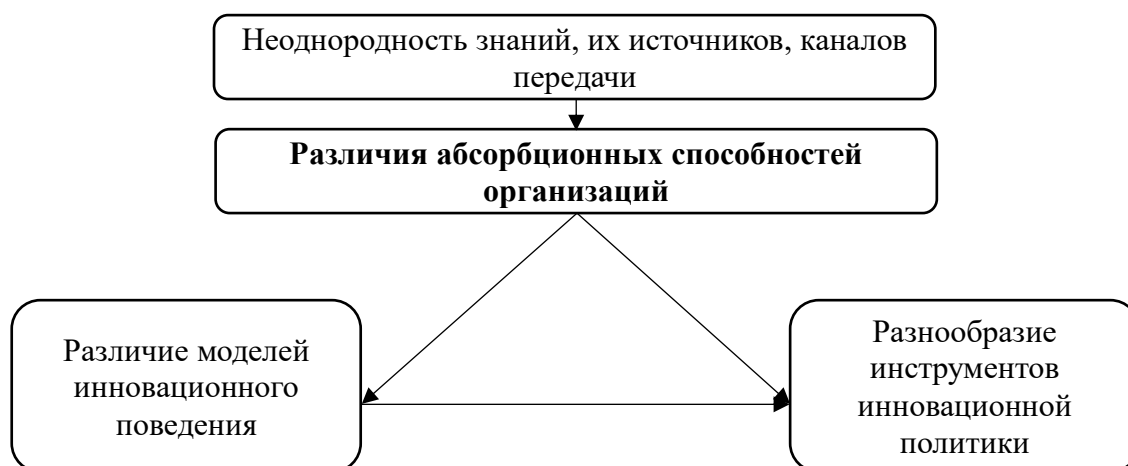 Неоднородность знаний, их источников, каналов
передачи
Различия абсорбционных способностей
организаций
Различие моделей
инновационного
поведения
Разнообразие
инструментов
инновационной
политики